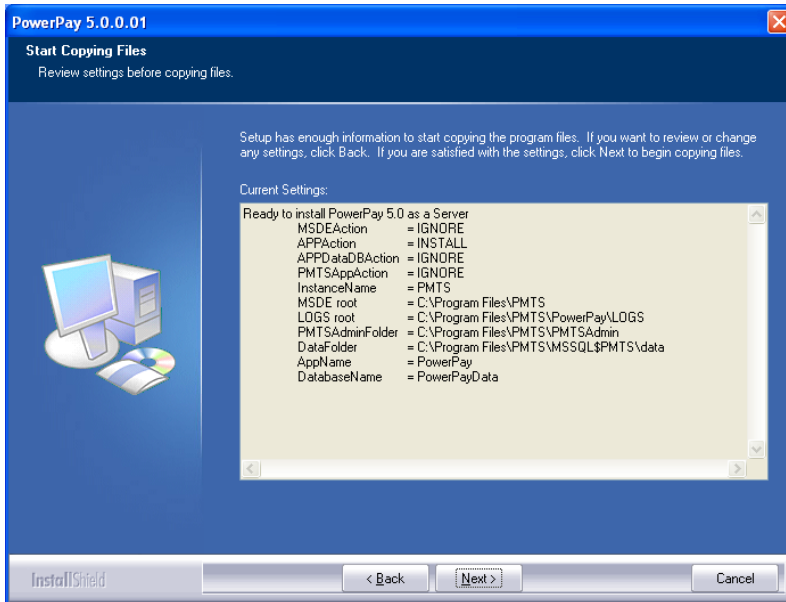 PowerPay 5.0.0.01
Start Copying Files
Review settings before copying files.
Setup has enough information to start copying the program files.  If you want to review or change
any settings, click Back.  If you are satisfied with the settings, click Next to begin copying files.
Current Settings:
Ready to install PowerPay 5.0 as a Server
MSDEAction = IGNORE
APPAction = INSTALL
APPDataDBAction = IGNORE
PMTSAppAction = IGNORE
InstanceName = PMTS
MSDE root = C:\Program Files\PMTS
LOGS root = C:\Program Files\PMTS\PowerPay\LOGS
PMTSAdminFolder = C:\Program Files\PMTS\PMTSAdmin
DataFolder = C:\Program Files\PMTS\MSSQL$PMTS\data
AppName = PowerPay
DatabaseName = PowerPayData
InstallShield
< Back
Next >
Cancel